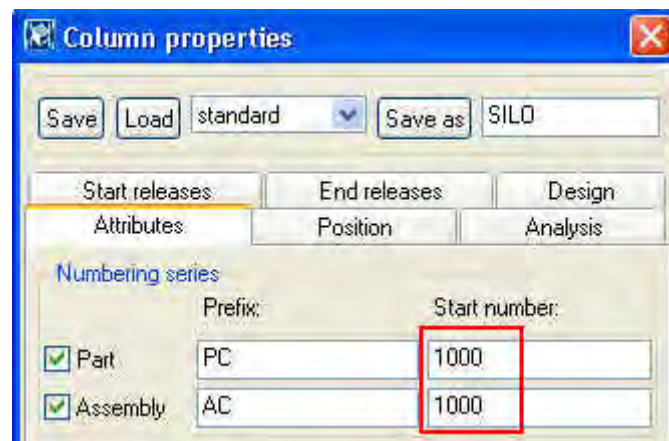 Column properties
Save Load standard Save as SILO
Start releases End releases Design
Attributes Position Analysis
Numbering series
Prefix: Start number:
Part PC 1000
Assembly AC 1000